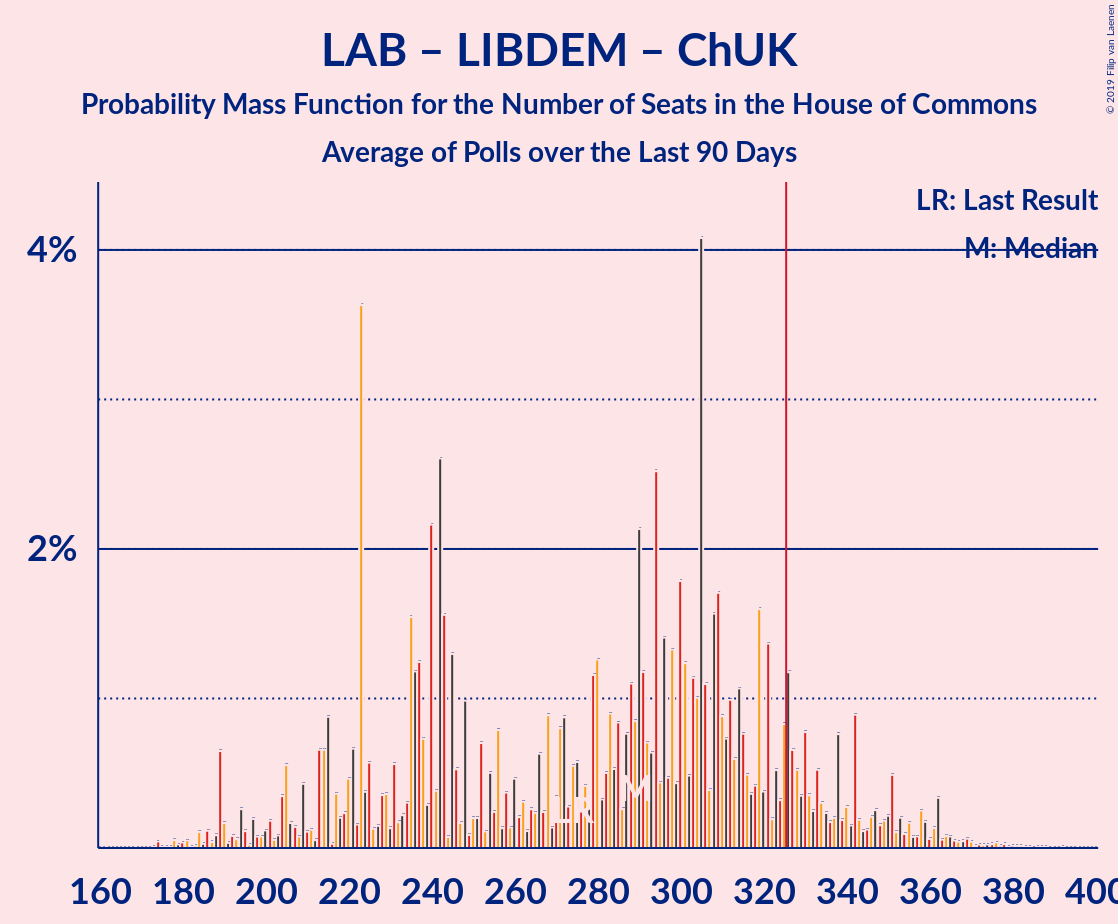 LAB – LIBDEM – ChUK
Probability Mass Function for the Number of Seats in the House of Commons
Average of Polls over the Last 90 Days
© 2019 Filip van Laenen
LR: Last Result
M: Median
4%
2%
LR
M
160 180 200 220 240 260 280 300 320 340 360 380 400